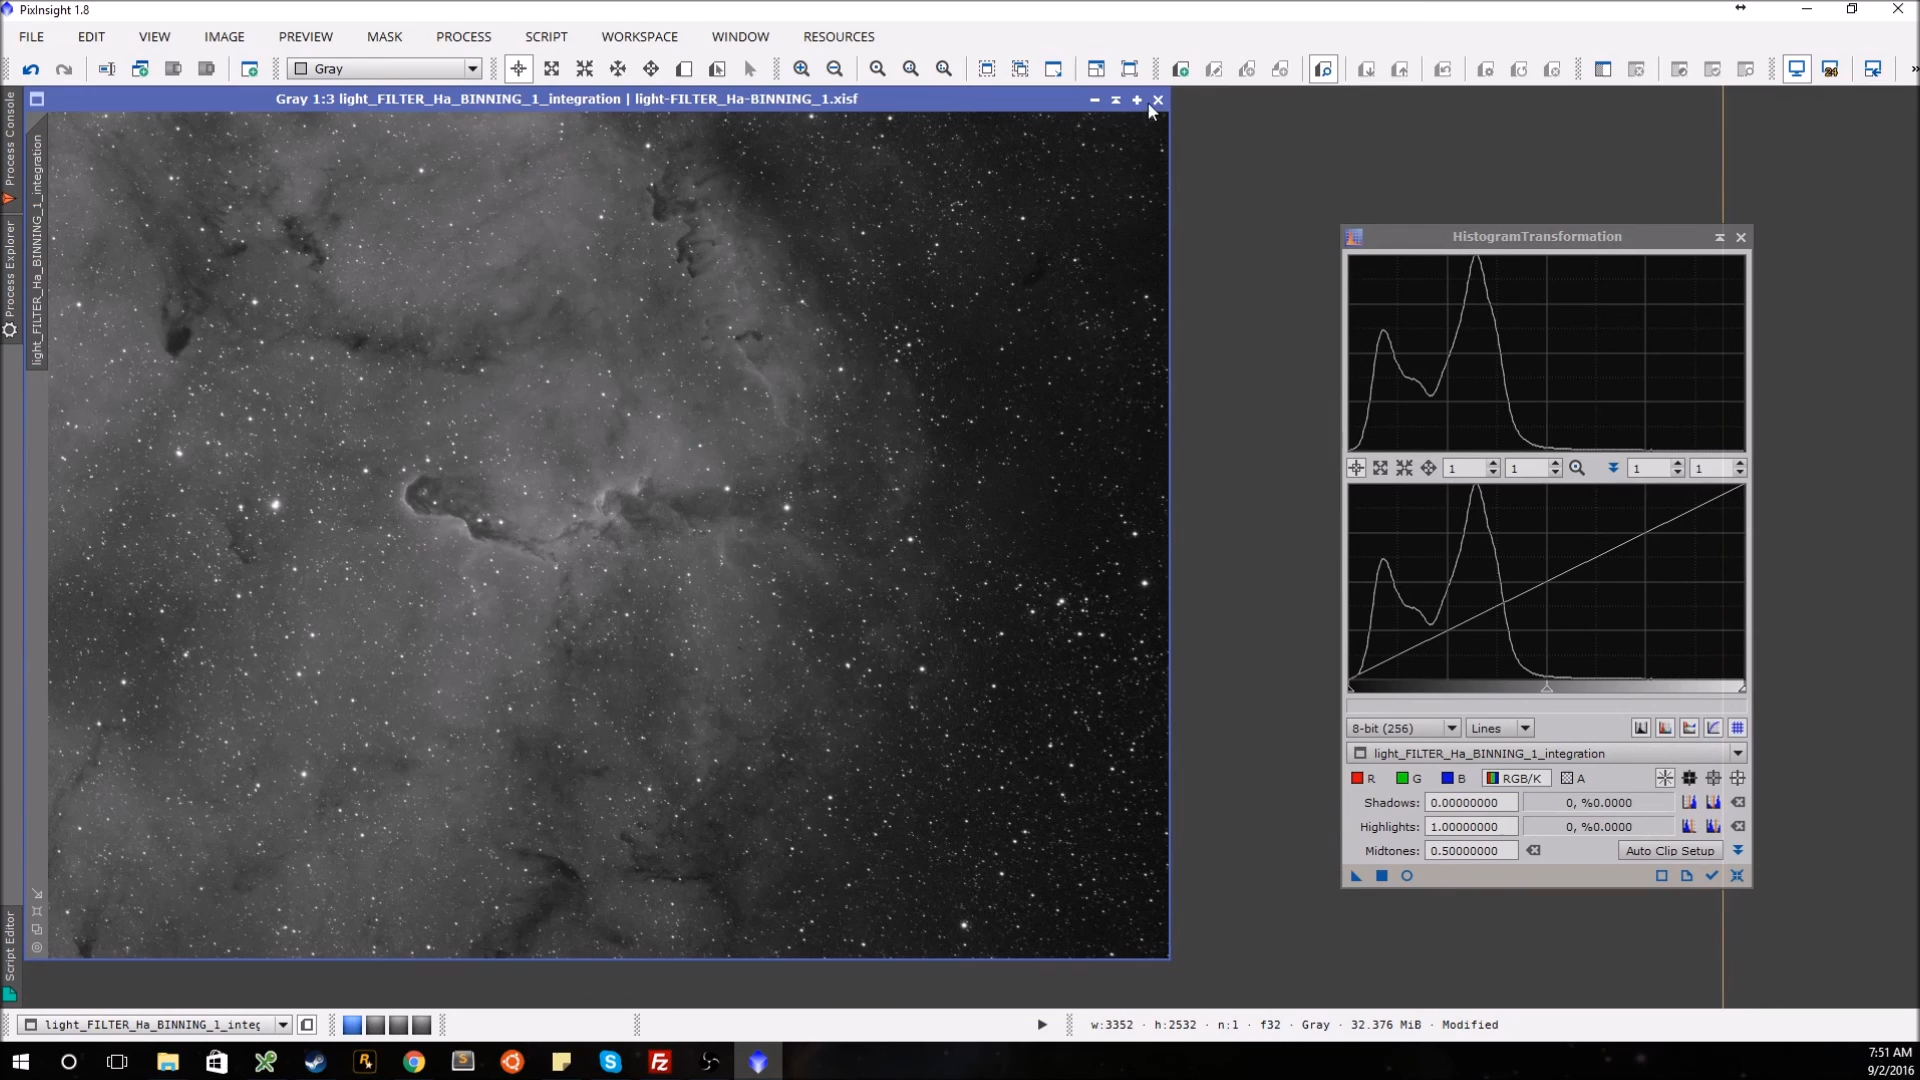 PixInsight 1.8
FILE EDIT VIEW IMAGE PREVIEW MASK PROCESS SCRIPT WORKSPACE WINDOW RESOURCES
Gray
24
Gray 1:3 light_FILTER_Ha_BINNING_1_integration | light-FILTER_Ha-BINNING_1.xisf
Process Console
Process Explorer
Script Editor
light_FILTER_Ha_BINNING_1_integration
HistogramTransformation
1 1 1 1
8-bit (256) Lines
light_FILTER_Ha_BINNING_1_integration
R G B RGB/K A
Shadows: 0.00000000 0, %0.0000
Highlights: 1.00000000 0, %0.0000
Midtones: 0.50000000 Auto Clip Setup
light_FILTER_Ha_BINNING_1_integ
w:3352 · h:2532 · n:1 · f32 · Gray · 32.376 MiB · Modified
7:51 AM
9/2/2016